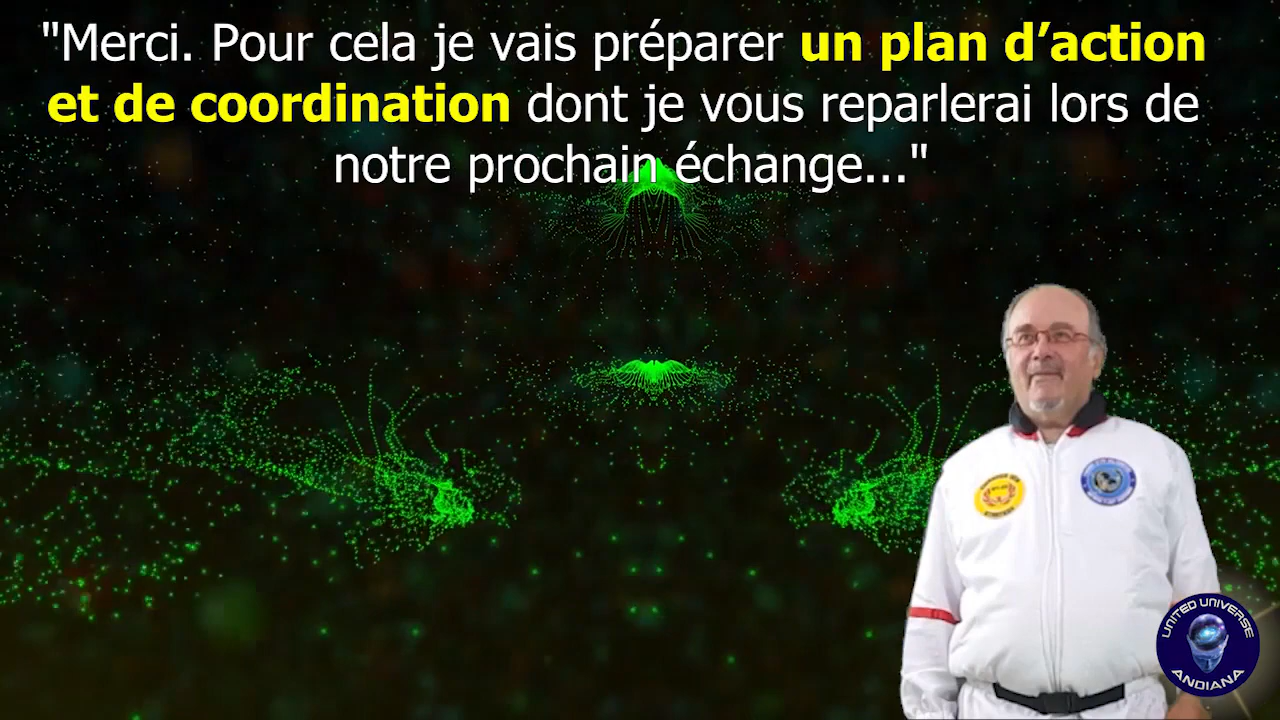 "Merci. Pour cela je vais préparer un plan d’action
et de coordination dont je vous reparlerai lors de
notre prochain échange..."
UNITED UNIVERSE
ANDIANA